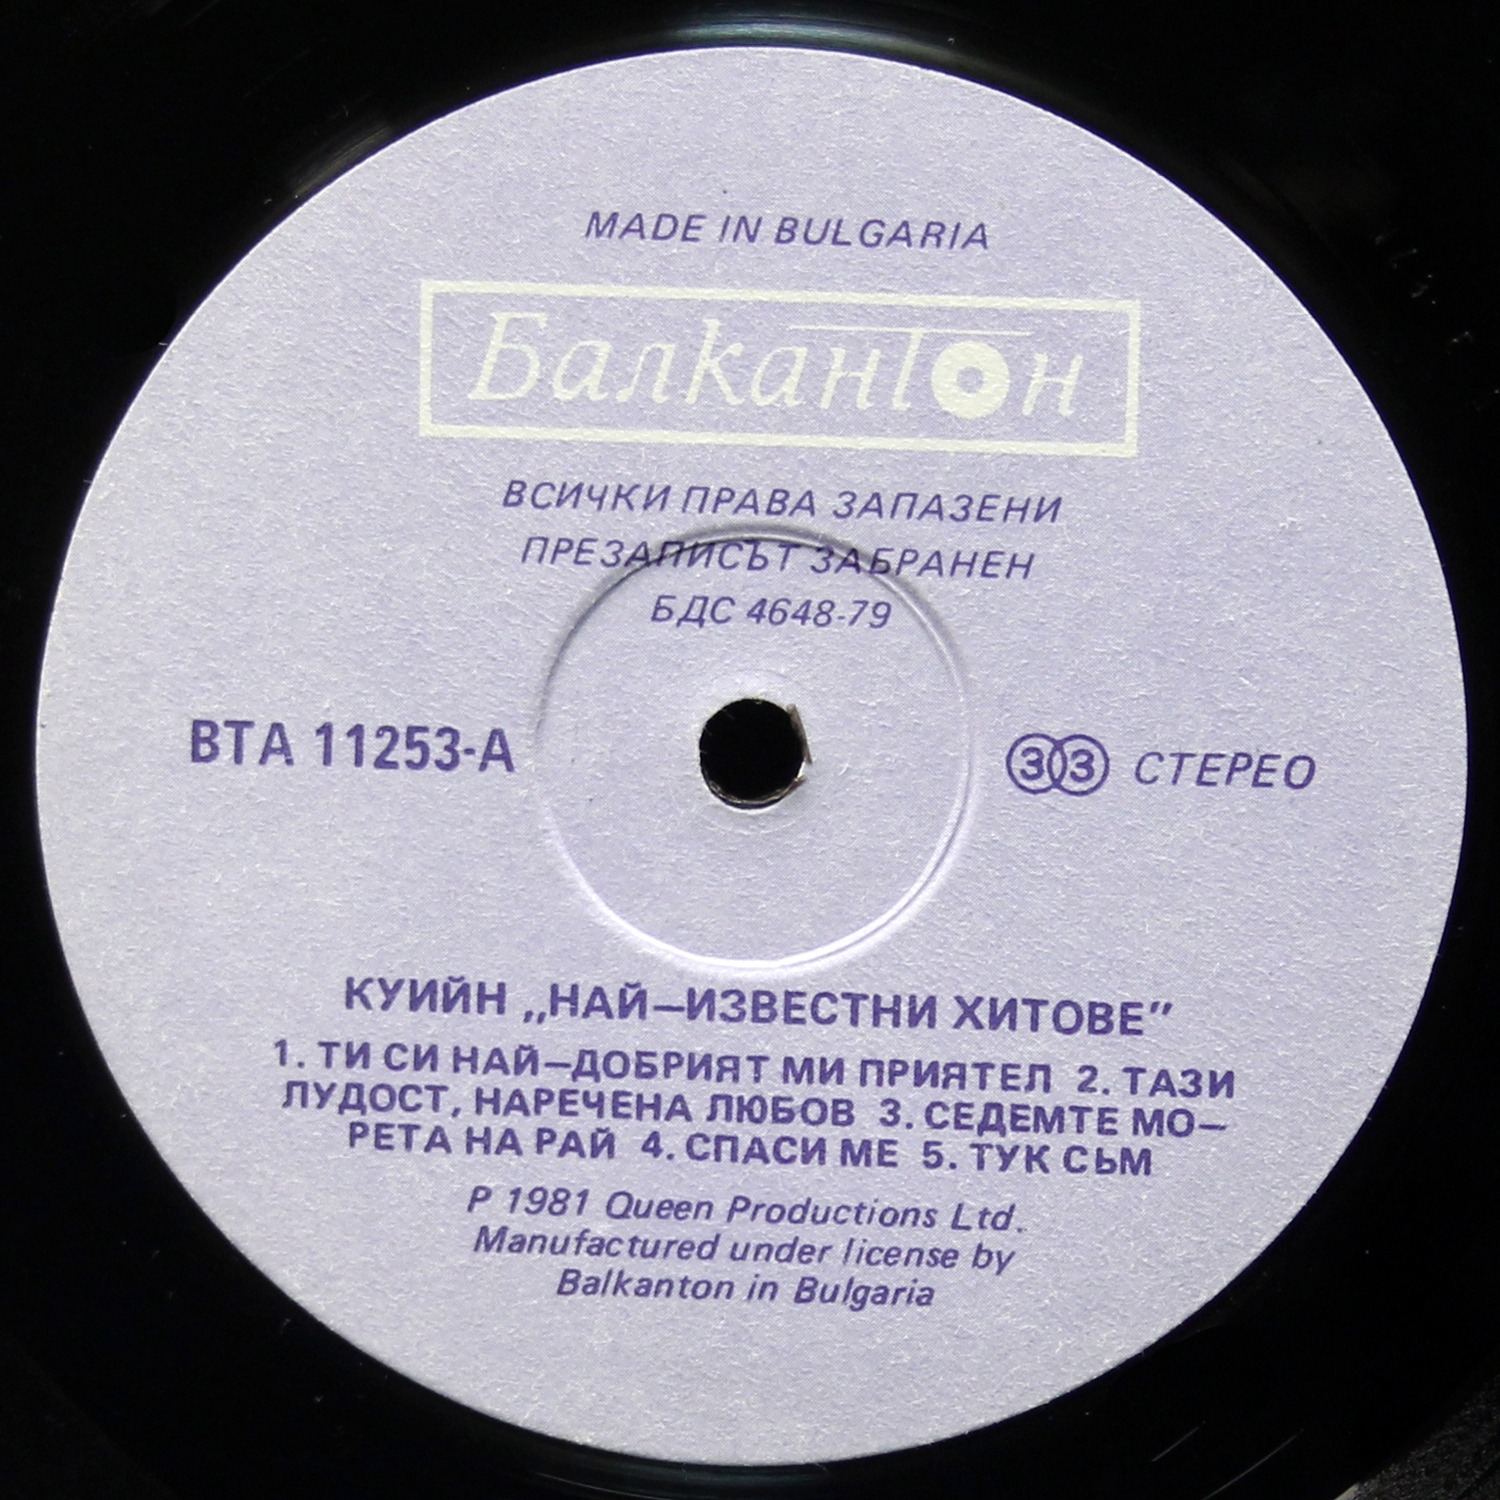 MADE IN BULGARIA
Балкантон
ВСИЧКИ ПРАВА ЗАПАЗЕНИ
ПРЕЗАПИСЪТ ЗАБРАНЕН
БДС 4648-79
ВТА 11253-А
33 СТЕРЕО
КУИЙН „НАЙ—ИЗВЕСТНИ ХИТОВЕ”
1. ТИ СИ НАЙ—ДОБРИЯТ МИ ПРИЯТЕЛ 2. ТАЗИ
ЛУДОСТ, НАРЕЧЕНА ЛЮБОВ 3. СЕДЕМТЕ МО—
РЕТА НА РАЙ 4. СПАСИ МЕ 5. ТУК СЬМ
P 1981 Queen Productions Ltd.
Manufactured under license by
Balkanton in Bulgaria